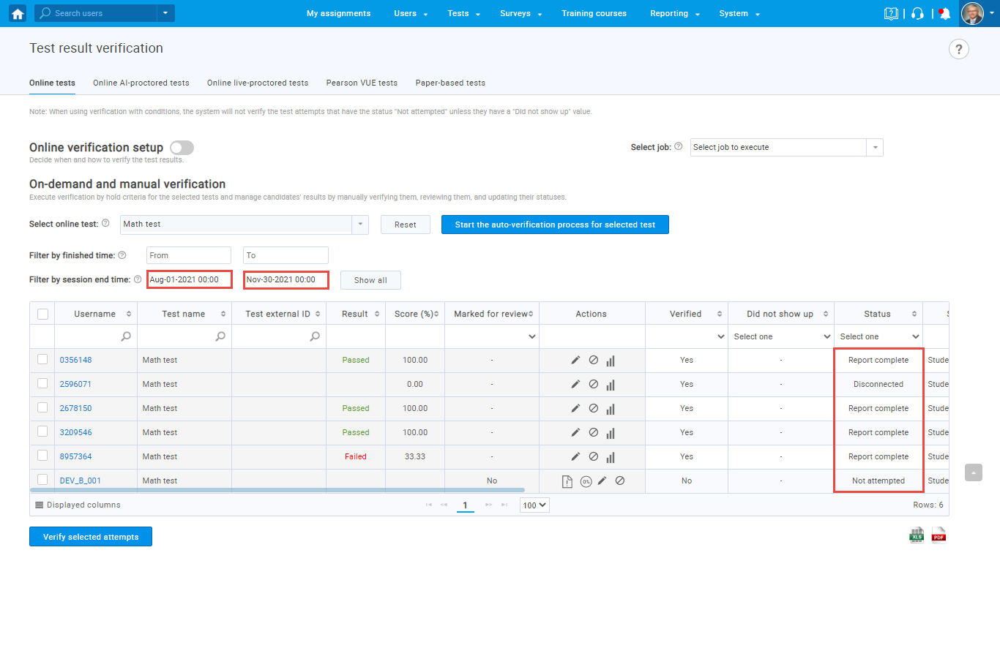 Search users My assignments Users Tests Surveys Training courses Reporting System
Test result verification ?
Online tests Online AI-proctored tests Online live-proctored tests Pearson VUE tests Paper-based tests
Note: When using verification with conditions, the system will not verify the test attempts that have the status "Not attempted" unless they have a "Did not show up" value.
Online verification setup Select job: ? Select job to execute
Decide when and how to verify the test results.
On-demand and manual verification
Execute verification by hold criteria for the selected tests and manage candidates' results by manually verifying them, reviewing them, and updating their statuses.
Select online test: ? Math test Reset Start the auto-verification process for selected test
Filter by finished time: ? From To
Filter by session end time: ? Aug-01-2021 00:00 Nov-30-2021 00:00 Show all
Username Test name Test external ID Result Score (%) Marked for review Actions Verified Did not show up Status
Select one Select one
0356148 Math test Passed 100.00 - Yes - Report complete Stude
2596071 Math test 0.00 - Yes - Disconnected Stude
2678150 Math test Passed 100.00 - Yes - Report complete Stude
3209546 Math test Passed 100.00 - Yes - Report complete Stude
8957364 Math test Failed 33.33 - Yes - Report complete Stude
DEV_B_001 Math test No 0% No - Not attempted Stude
Displayed columns 1 100 Rows: 6
Verify selected attempts XLS PDF